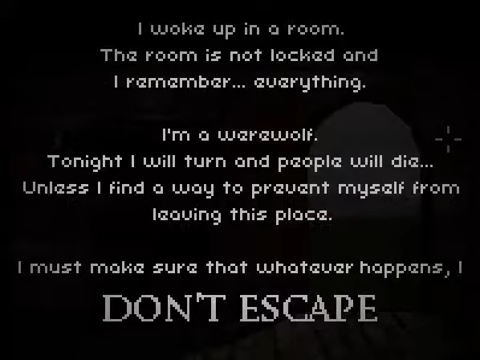 I woke up in a room.
The room is not locked and
I remember... everything.
I'm a werewolf.
Tonight I will turn and people will die...
Unless I find a way to prevent myself from
leaving this place.
I must make sure that whatever happens, I
DON'T ESCAPE